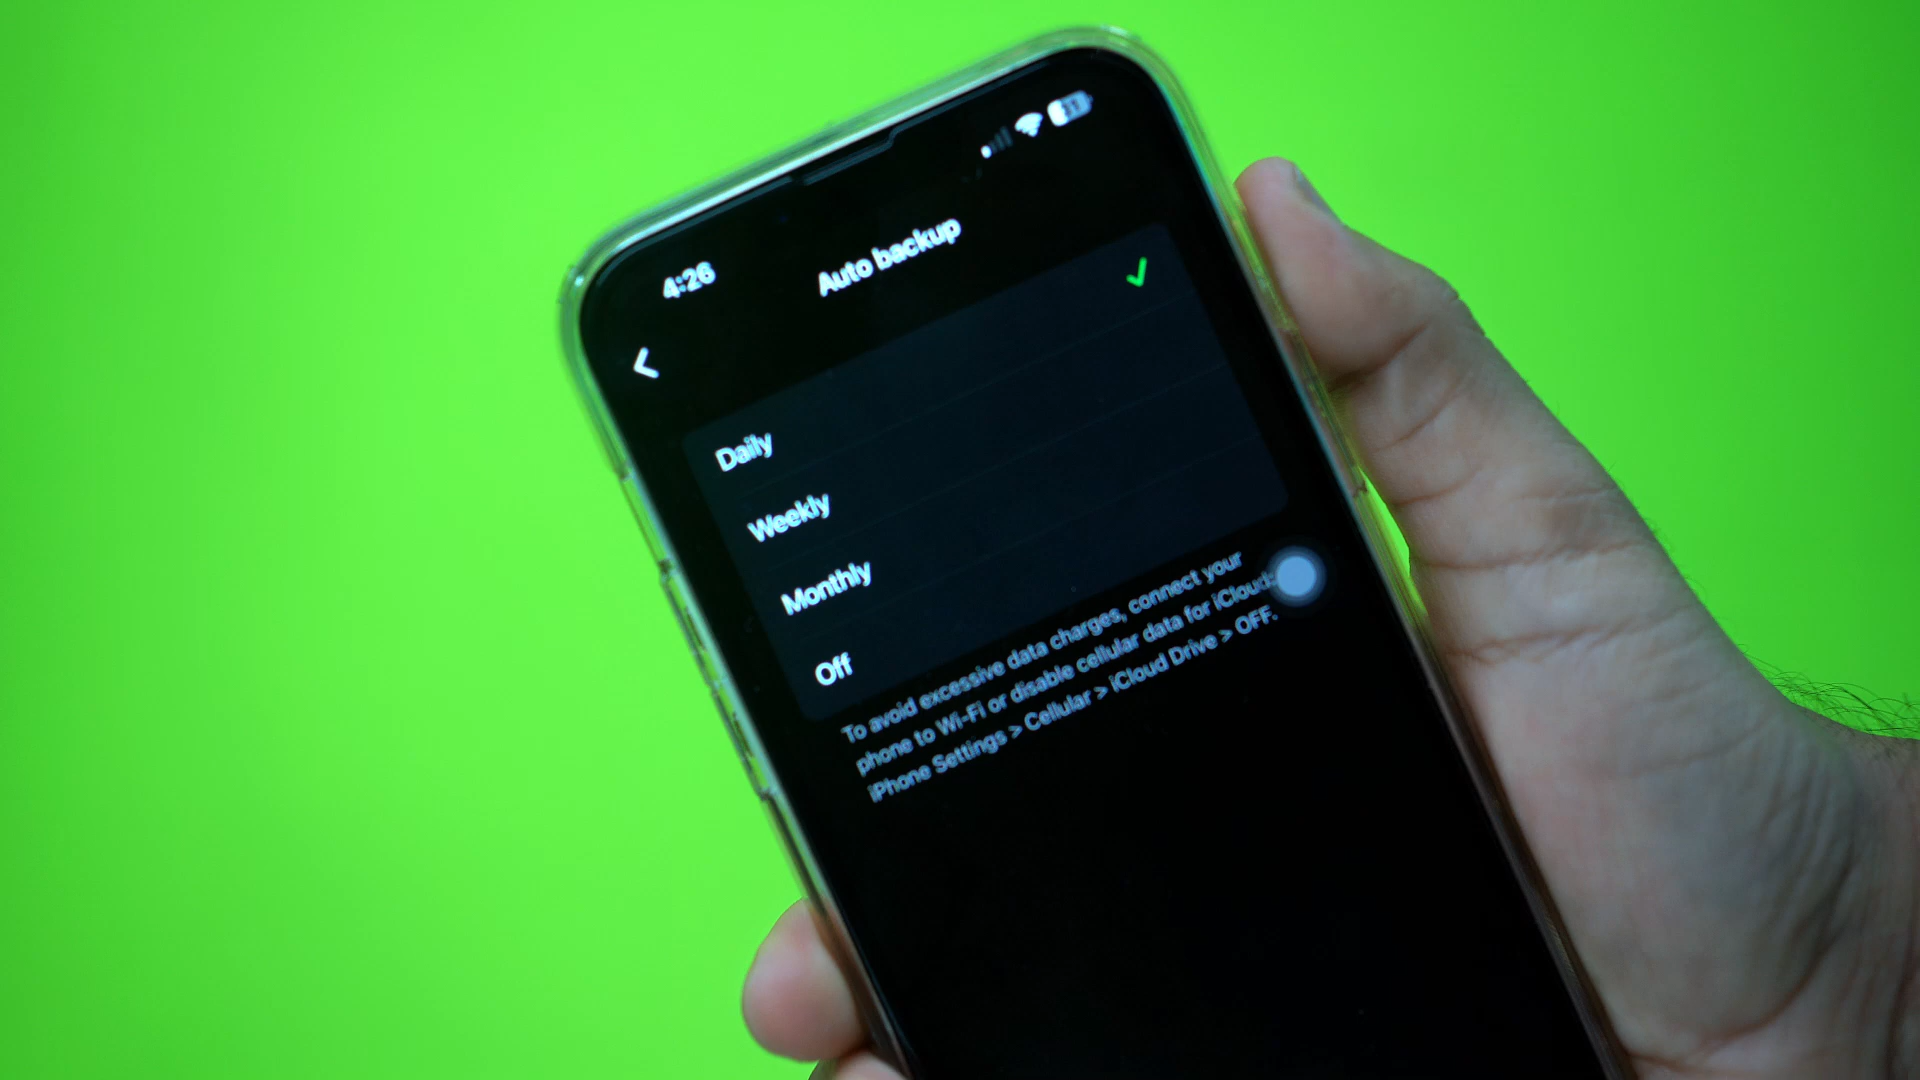 4:26
31
Auto backup
Daily
Weekly
Monthly
Off
To avoid excessive data charges, connect your
phone to Wi-Fi or disable cellular data for iCloud:
iPhone Settings > Cellular > iCloud Drive > OFF.